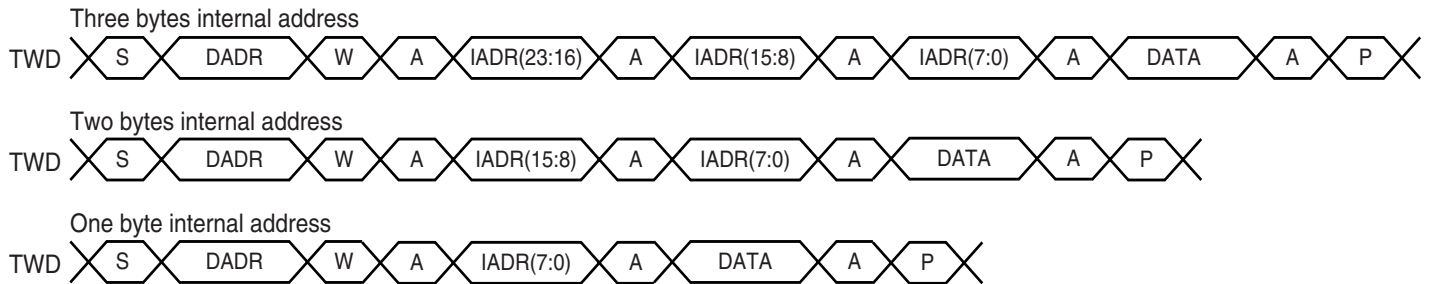 Three bytes internal address
TWD S DADR W A IADR(23:16) A IADR(15:8) A IADR(7:0) A DATA A P
Two bytes internal address
TWD S DADR W A IADR(15:8) A IADR(7:0) A DATA A P
One byte internal address
TWD S DADR W A IADR(7:0) A DATA A P